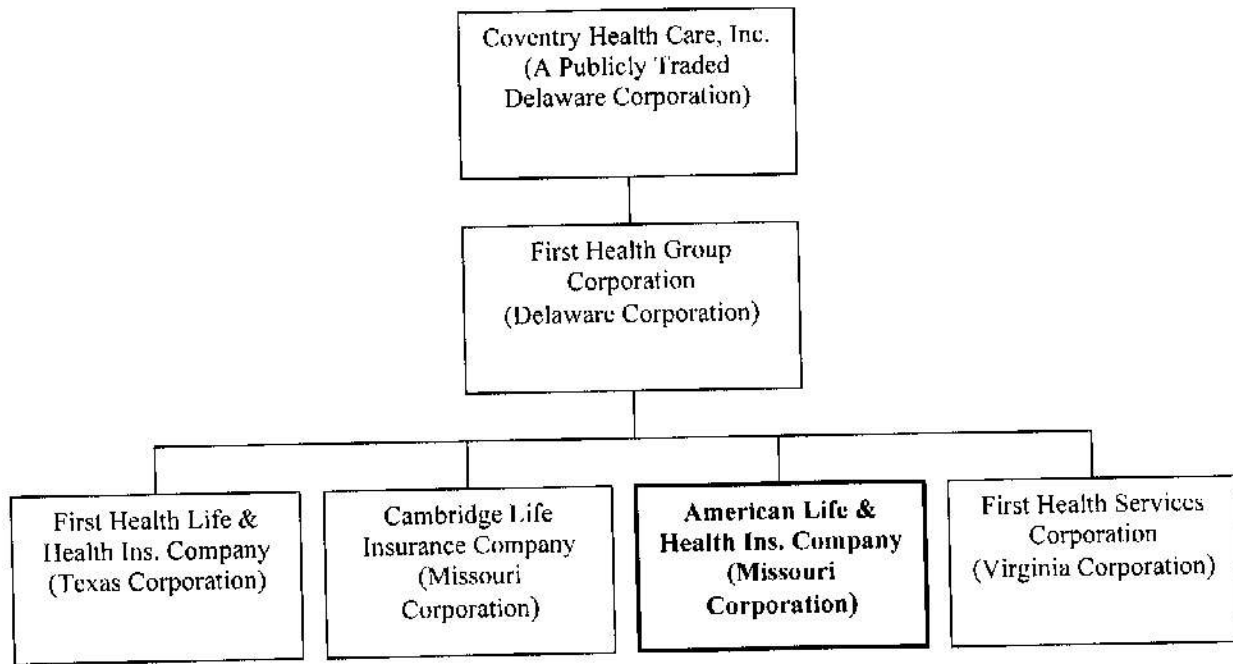 Coventry Health Care, Inc.
(A Publicly Traded
Delaware Corporation)
First Health Group
Corporation
(Delaware Corporation)
First Health Life &
Health Ins. Company
(Texas Corporation)
Cambridge Life
Insurance Company
(Missouri
Corporation)
American Life &
Health Ins. Company
(Missouri
Corporation)
First Health Services
Corporation
(Virginia Corporation)